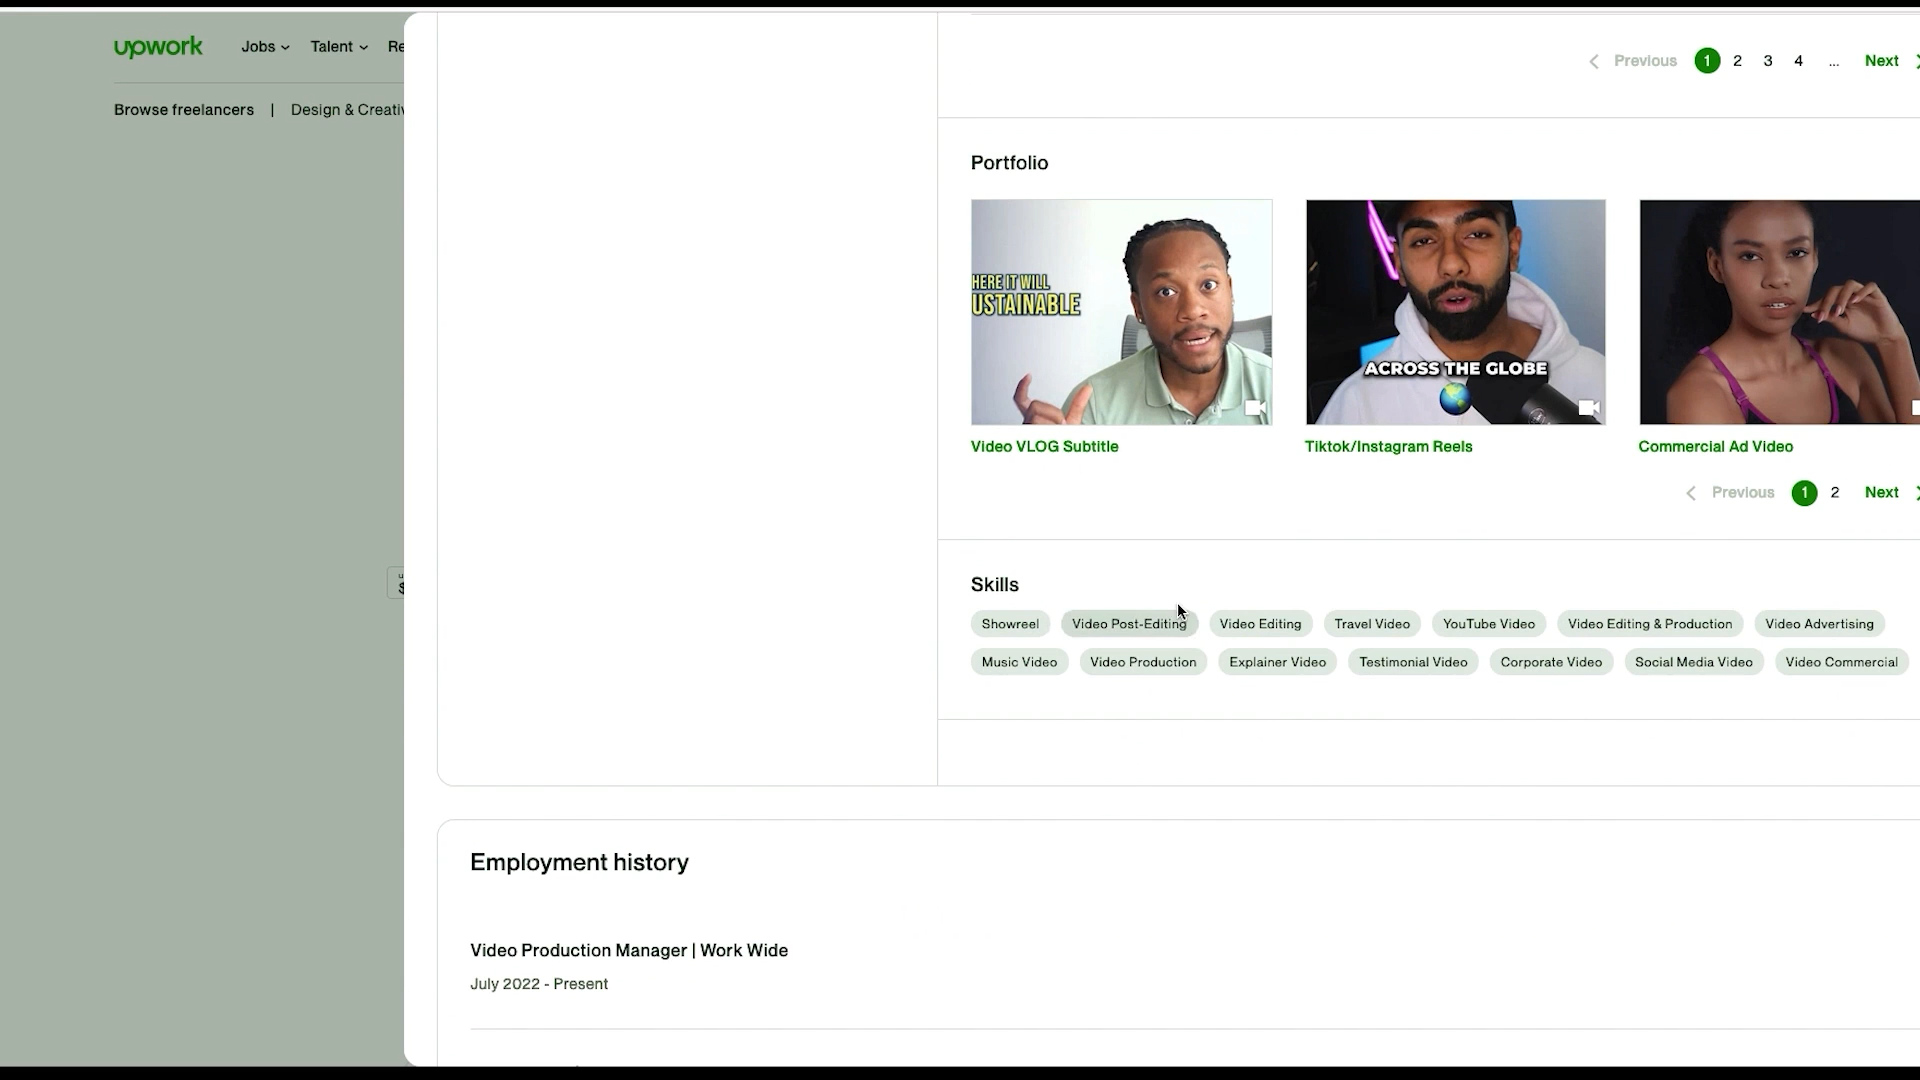 upwork Jobs Talent Re
Browse freelancers | Design & Creativ
Previous 1 2 3 4 ... Next
Portfolio
HERE IT WILL
USTAINABLE
ACROSS THE GLOBE
Video VLOG Subtitle
Tiktok/Instagram Reels
Commercial Ad Video
Previous 1 2 Next
Skills
Showreel Video Post-Editing Video Editing Travel Video YouTube Video Video Editing & Production Video Advertising
Music Video Video Production Explainer Video Testimonial Video Corporate Video Social Media Video Video Commercial
Employment history
Video Production Manager | Work Wide
July 2022 - Present